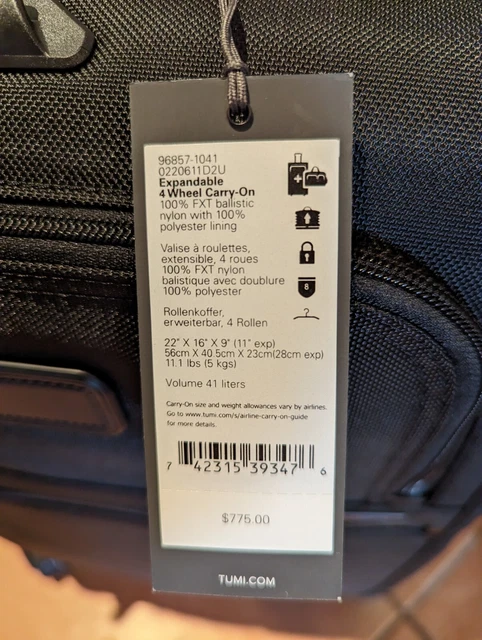 96857-1041
0220611D2U
Expandable
4 Wheel Carry-On
100% FXT ballistic
nylon with 100%
polyester lining
Valise à roulettes,
extensible, 4 roues
100% FXT nylon
balistique avec doublure
100% polyester
Rollenkoffer,
erweiterbar, 4 Rollen
22" X 16" X 9" (11" exp)
56cm X 40.5cm X 23cm(28cm exp)
11.1 lbs (5 kgs)
Volume 41 liters
Carry-On size and weight allowances vary by airlines.
Go to www.tumi.com/s/airline-carry-on-guide
for more details.
7 42315 39347 6
$775.00
TUMI.COM
8
?